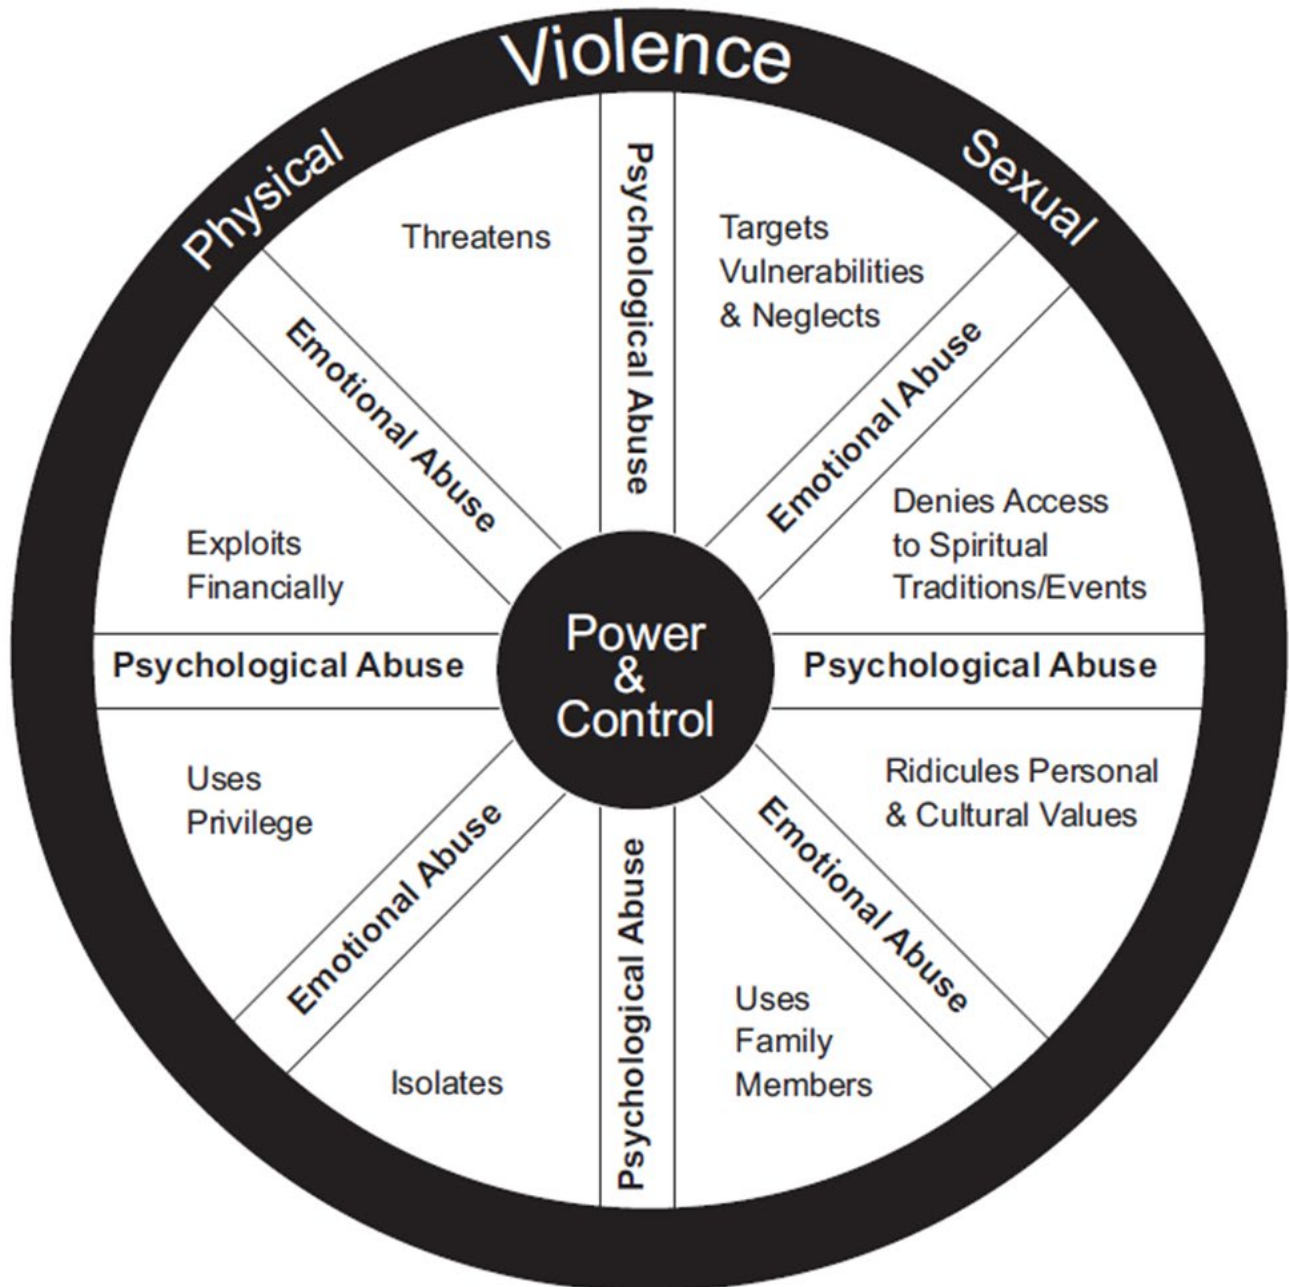 Violence
Physical
Sexual
Threatens
Psychological Abuse
Targets
Vulnerabilities
& Neglects
Emotional Abuse
Emotional Abuse
Exploits
Financially
Denies Access
to Spiritual
Traditions/Events
Psychological Abuse
Power
&
Control
Psychological Abuse
Uses
Privilege
Ridicules Personal
& Cultural Values
Emotional Abuse
Emotional Abuse
Isolates
Psychological Abuse
Uses
Family
Members